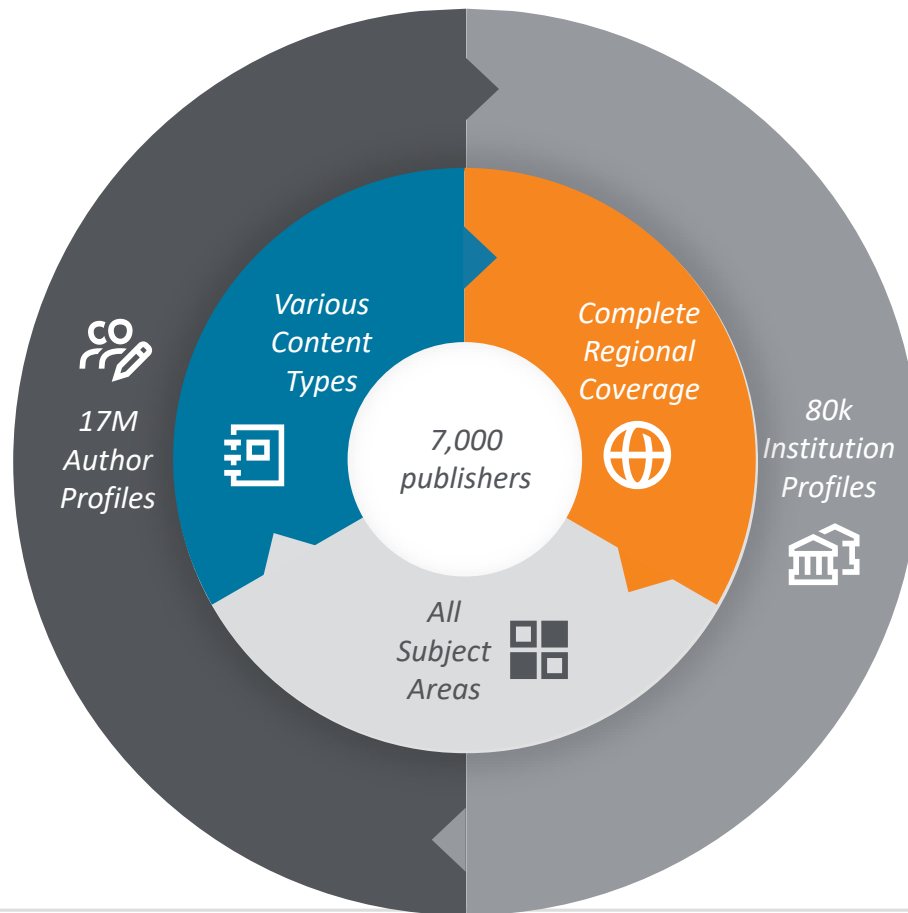 Various
Content
Types
Complete
Regional
Coverage
17M
Author
Profiles
7,000
publishers
80k
Institution
Profiles
All
Subject
Areas